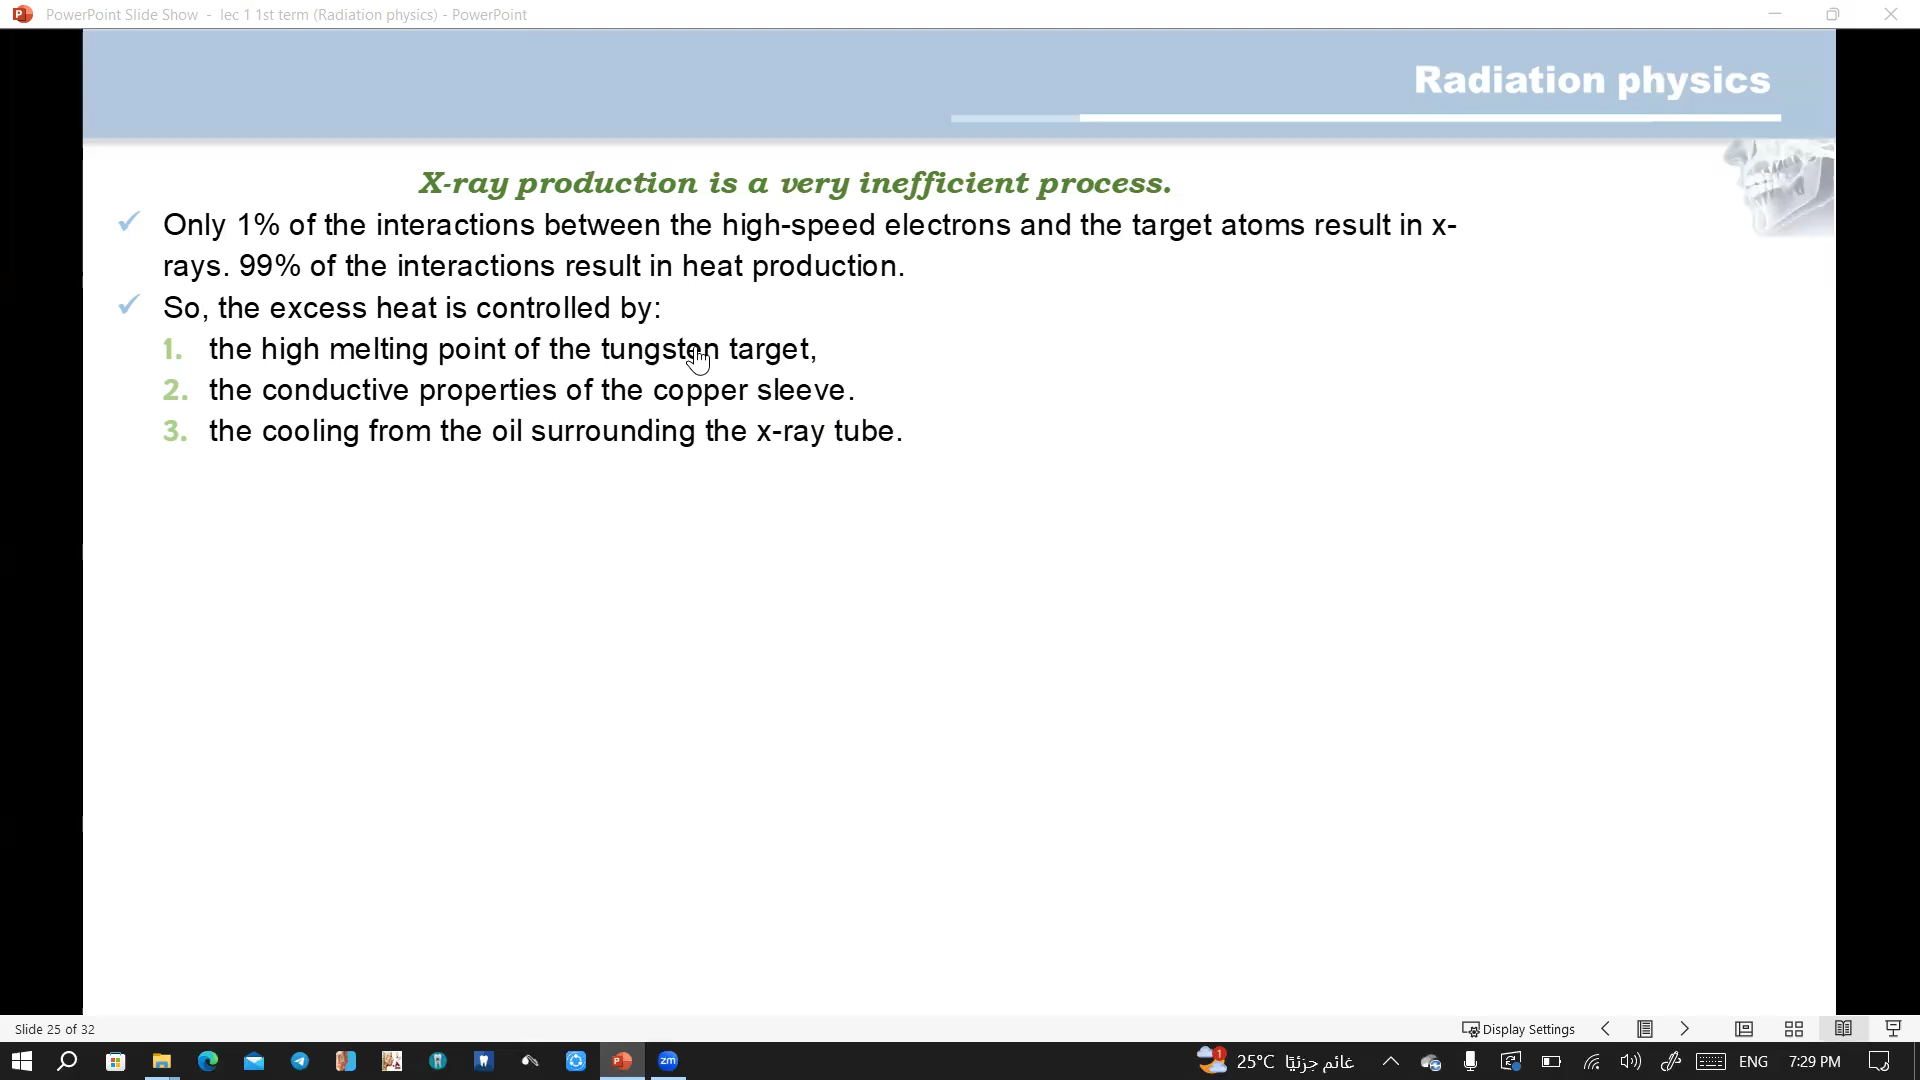 PowerPoint Slide Show - lec 1 1st term (Radiation physics) - PowerPoint
Radiation physics
X-ray production is a very inefficient process.
✓ Only 1% of the interactions between the high-speed electrons and the target atoms result in x-
rays. 99% of the interactions result in heat production.
✓ So, the excess heat is controlled by:
1. the high melting point of the tungsten target,
2. the conductive properties of the copper sleeve.
3. the cooling from the oil surrounding the x-ray tube.
Slide 25 of 32
Display Settings
zm
1
25°C غائم جزئيًا
ENG
7:29 PM